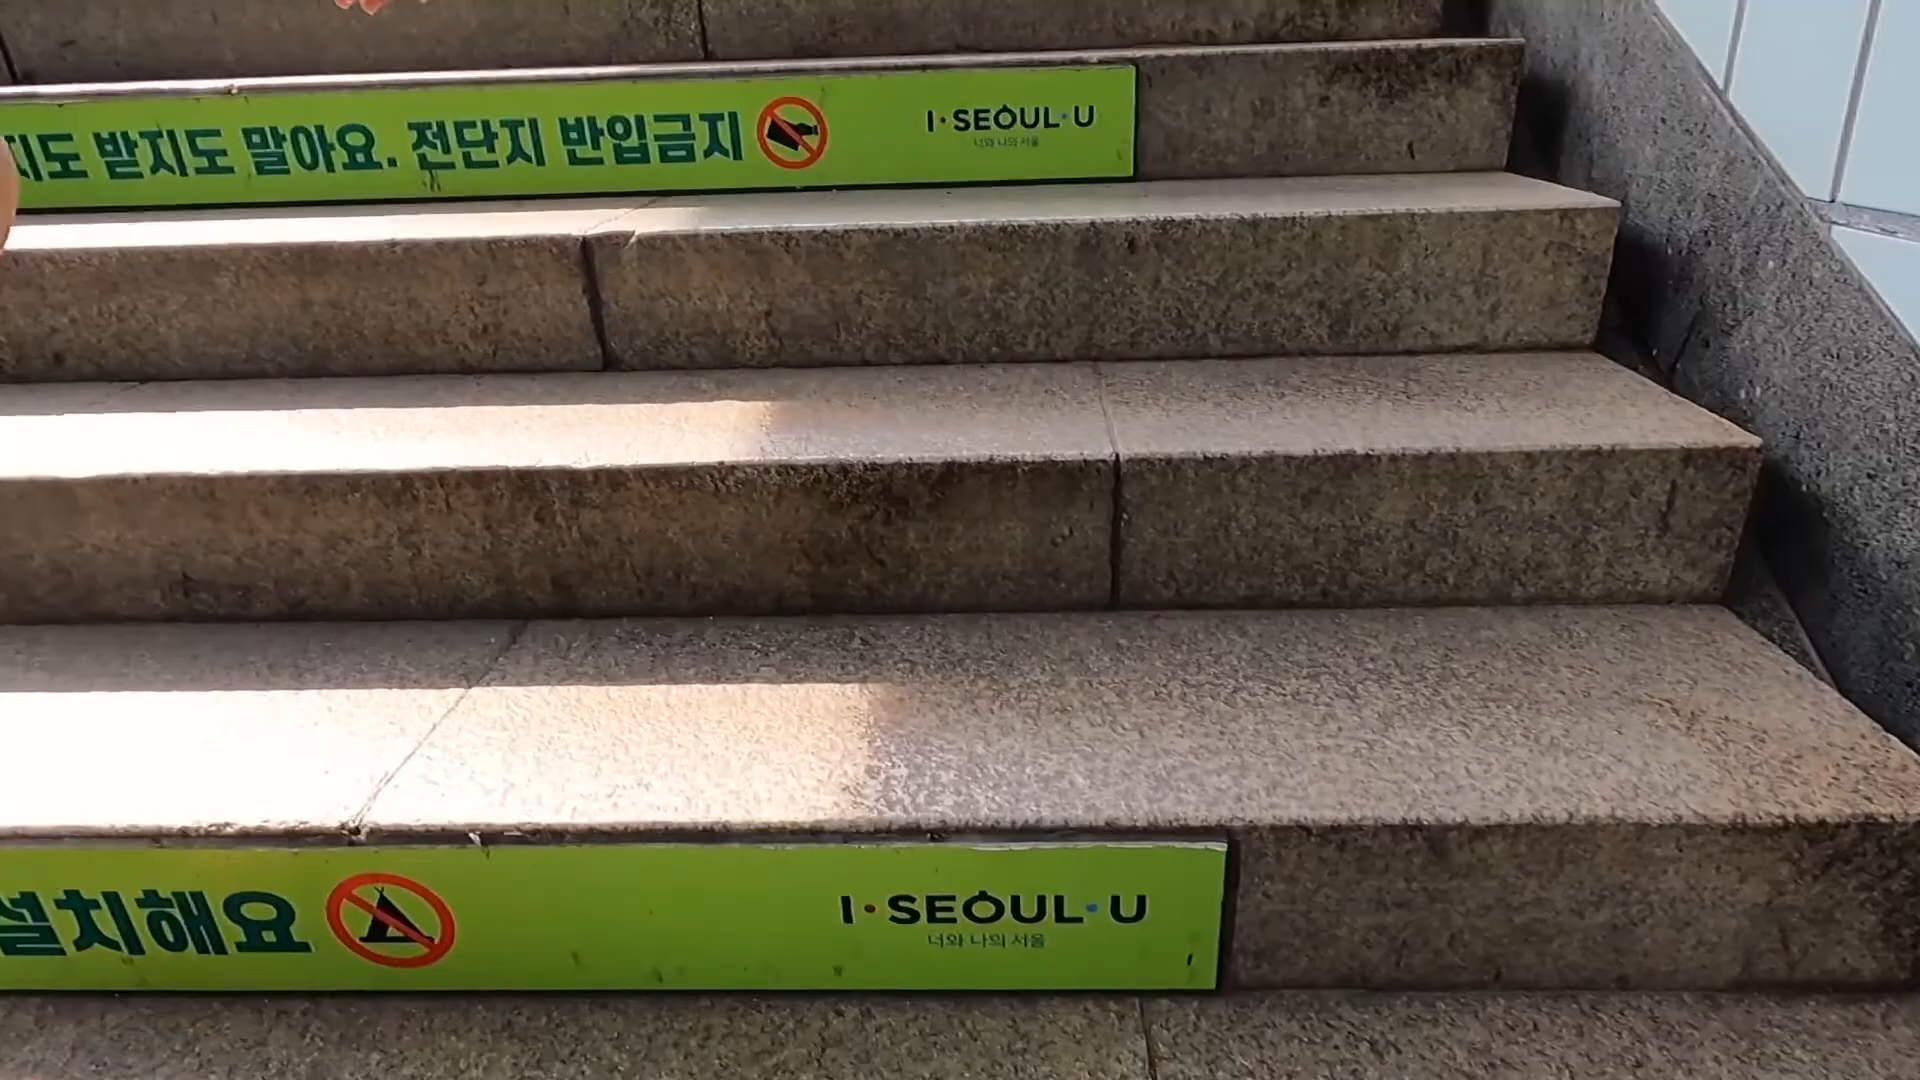 지도 받지도 말아요. 전단지 반입금지
I·SEOUL·U
너와 나의 서울
설치해요
I·SEOUL·U
너와 나의 서울